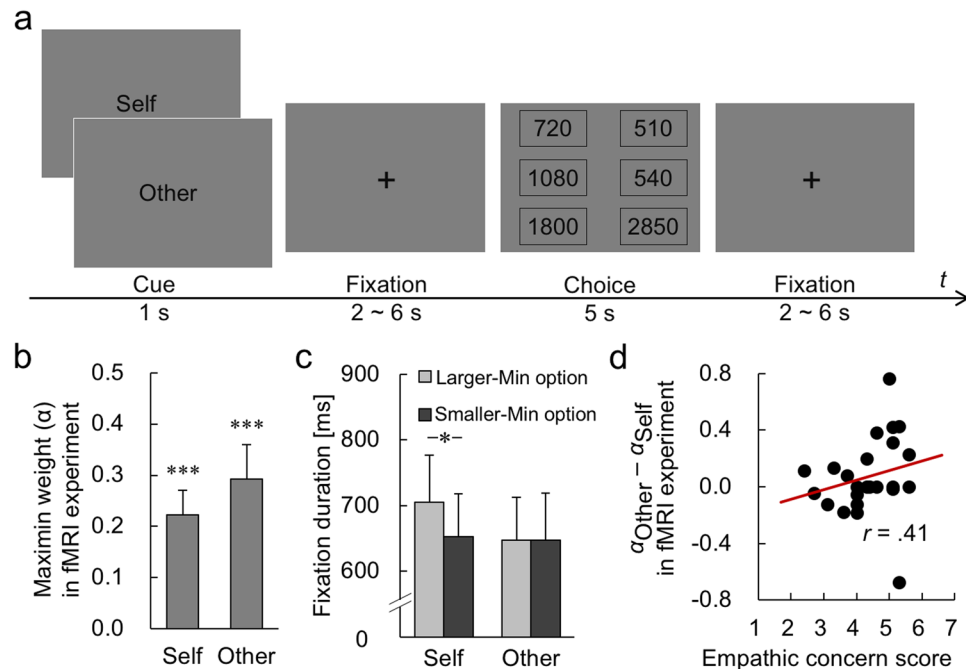 a
Self
Other
+
720 510
1080 540
1800 2850
+
Cue Fixation Choice Fixation t
1 s 2 ~ 6 s 5 s 2 ~ 6 s
b
Maximin weight (α)
in fMRI experiment
0.5
0.4
0.3
0.2
0.1
0.0
***
***
Self Other
c
Fixation duration [ms]
900
800
700
600
0
Larger-Min option
Smaller-Min option
*
Self Other
d
αOther – αSelf
in fMRI experiment
0.8
0.4
0.0
-0.4
-0.8
r = .41
1 2 3 4 5 6 7
Empathic concern score